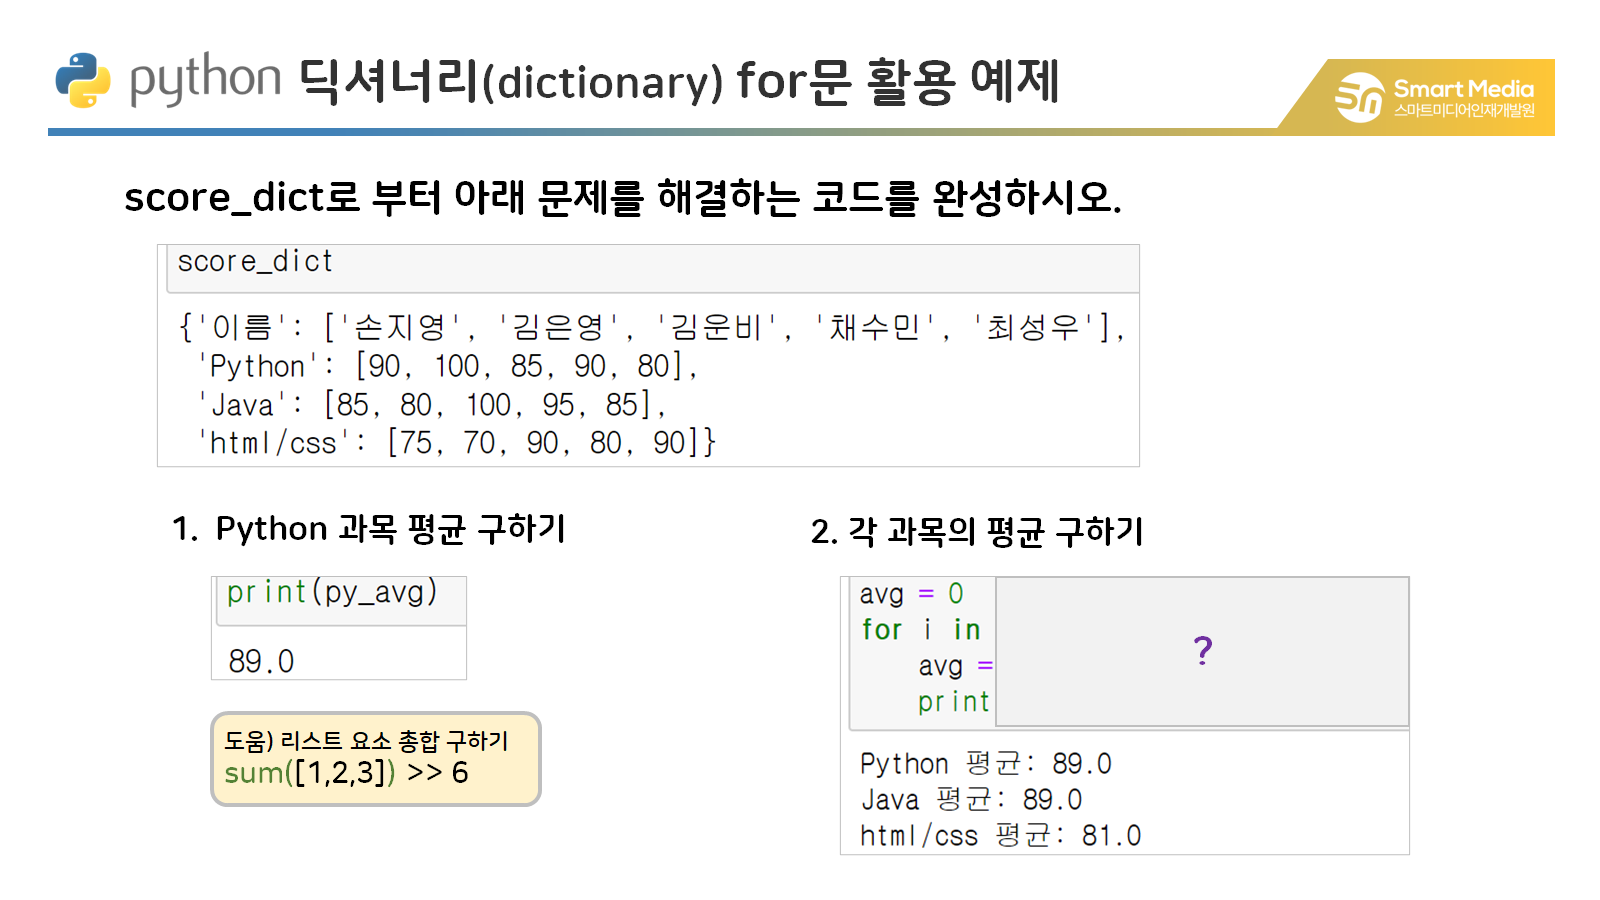 python 딕셔너리(dictionary) for문 활용 예제
Smart Media
스마트미디어인재개발원
score_dict로 부터 아래 문제를 해결하는 코드를 완성하시오.
score_dict
{'이름': ['손지영', '김은영', '김운비', '채수민', '최성우'],
'Python': [90, 100, 85, 90, 80],
'Java': [85, 80, 100, 95, 85],
'html/css': [75, 70, 90, 80, 90]}
1. Python 과목 평균 구하기
print(py_avg)
89.0
도움) 리스트 요소 총합 구하기
sum([1,2,3]) >> 6
2. 각 과목의 평균 구하기
avg = 0
for i in
avg =
print
?
Python 평균: 89.0
Java 평균: 89.0
html/css 평균: 81.0